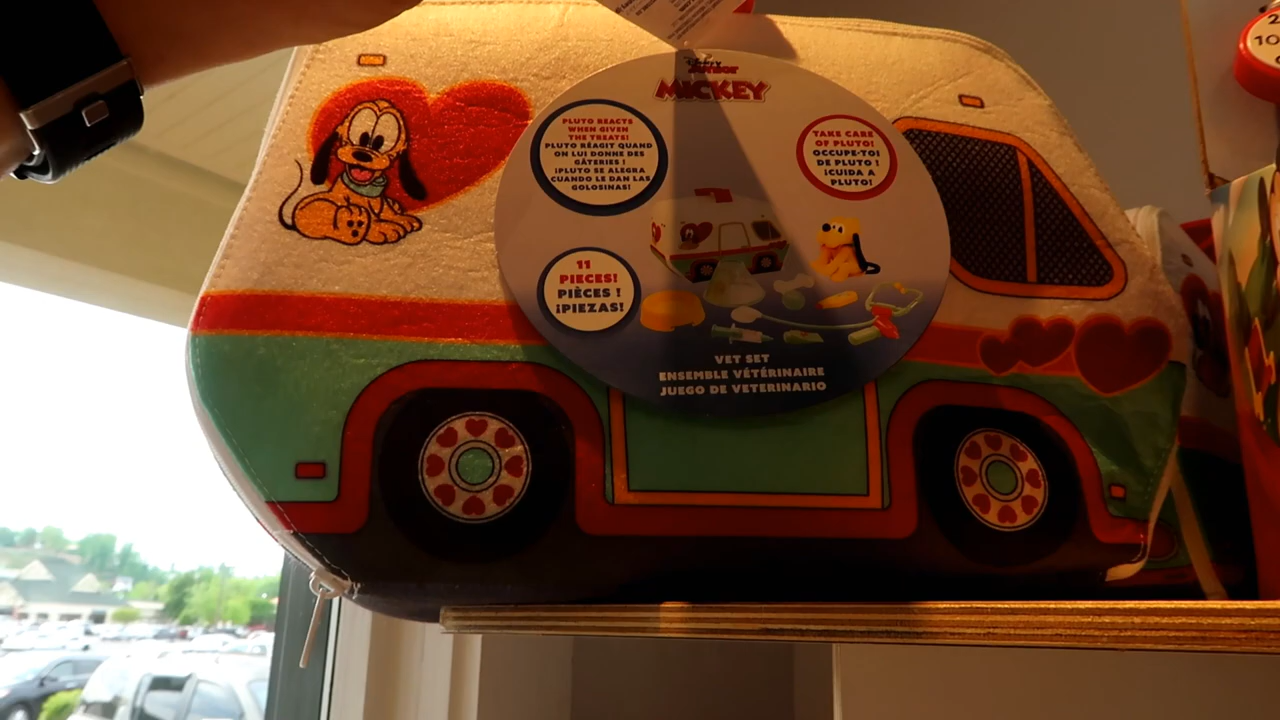 Disney
JUNIOR
MICKEY
PLUTO REACTS
WHEN GIVEN
THE TREATS!
PLUTO RÉAGIT QUAND
ON LUI DONNE DES
GÂTERIES !
¡PLUTO SE ALEGRA
CUANDO LE DAN LAS
GOLOSINAS!
TAKE CARE
OF PLUTO!
OCCUPE-TOI
DE PLUTO !
¡CUIDA A
PLUTO!
11
PIECES!
PIÈCES !
¡PIEZAS!
VET SET
ENSEMBLE VÉTÉRINAIRE
JUEGO DE VETERINARIO